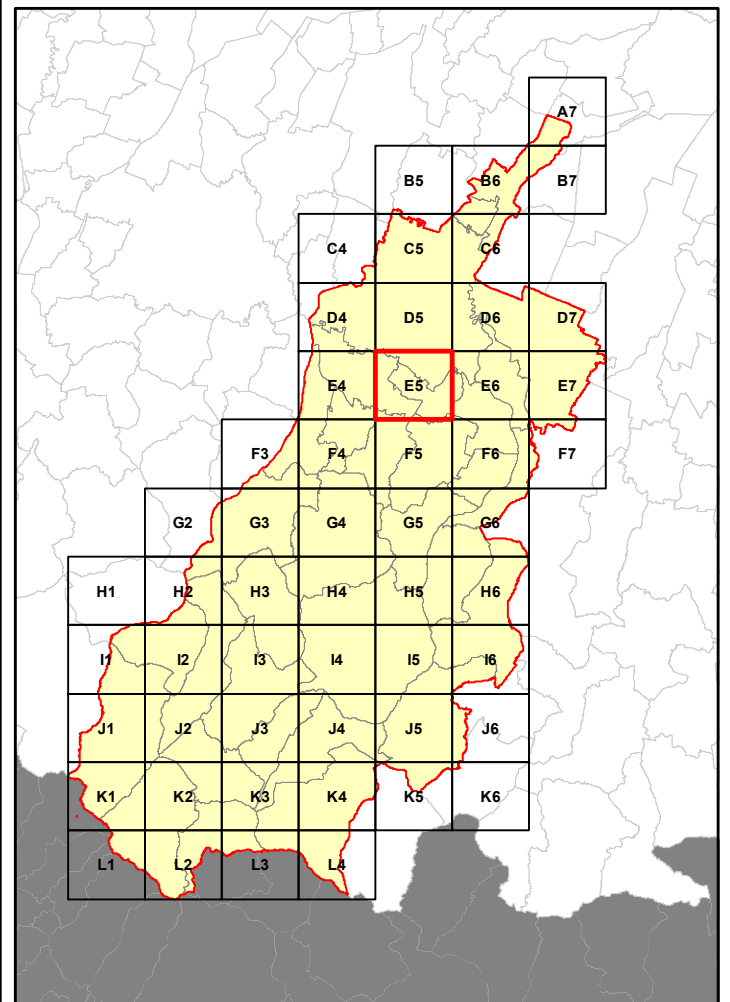 A7
B5 B6 B7
C4 C5 C6
D4 D5 D6 D7
E4 E5 E6 E7
F3 F4 F5 F6 F7
G2 G3 G4 G5 G6
H1 H2 H3 H4 H5 H6
I1 I2 I3 I4 I5 I6
J1 J2 J3 J4 J5 J6
K1 K2 K3 K4 K5 K6
L1 L2 L3 L4